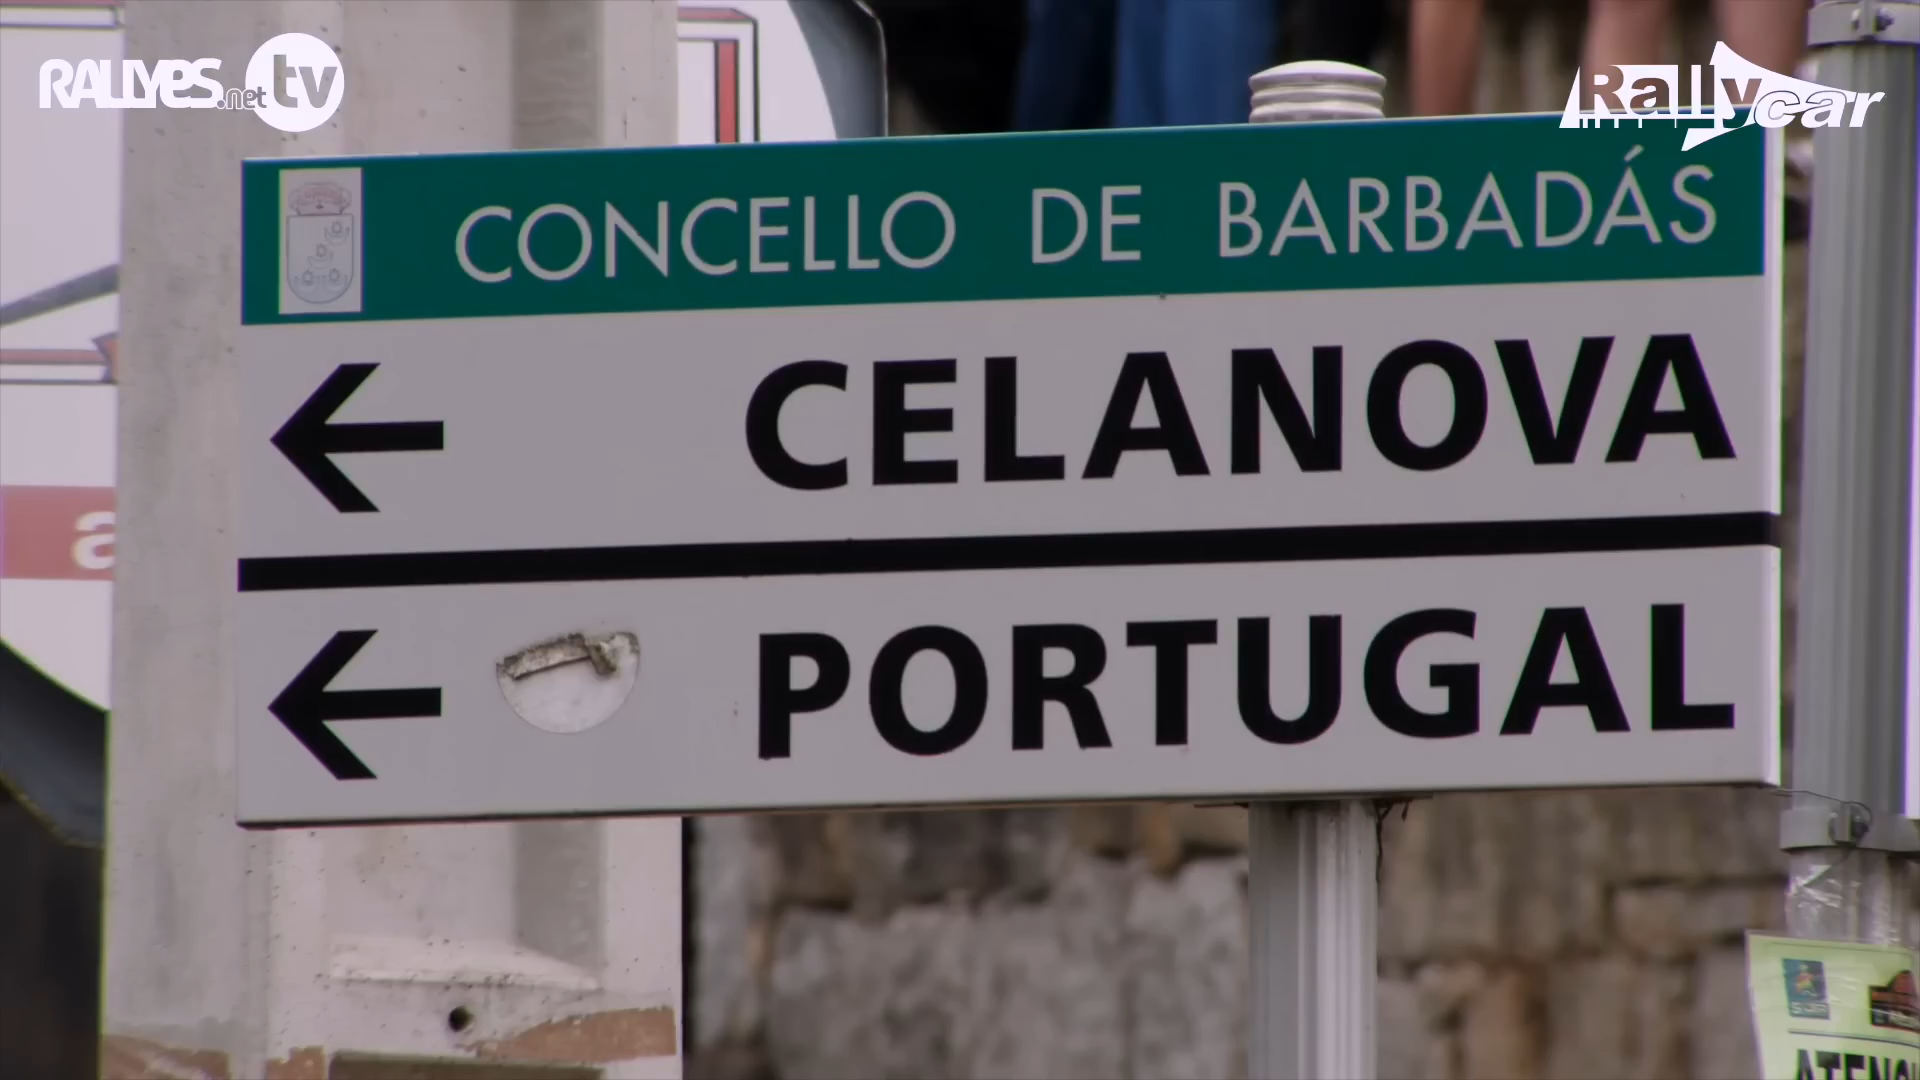 RALLYES.net tv
Rallycar
CONCELLO DE BARBADÁS
CELANOVA
PORTUGAL
a